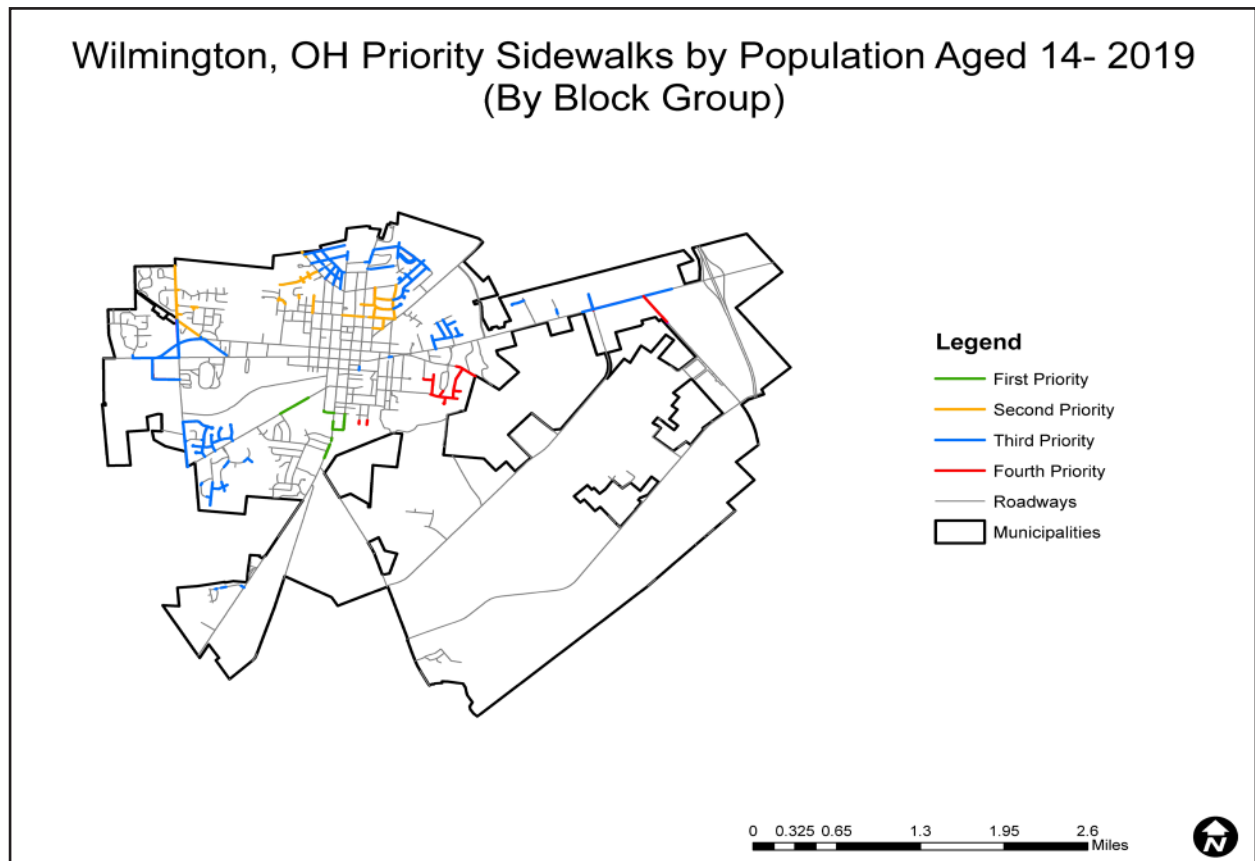 Wilmington, OH Priority Sidewalks by Population Aged 14- 2019
(By Block Group)
Legend
First Priority
Second Priority
Third Priority
Fourth Priority
Roadways
Municipalities
0 0.325 0.65 1.3 1.95 2.6
Miles
N